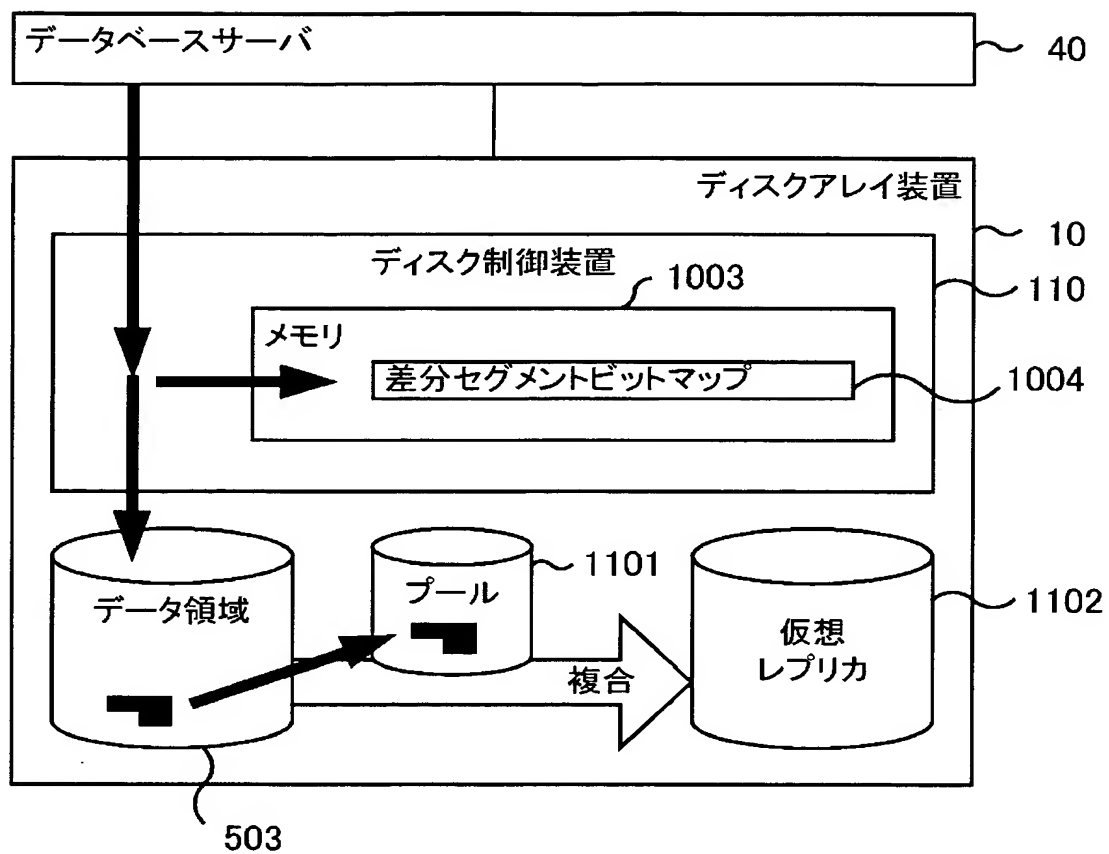 データベースサーバ
40
ディスクアレイ装置
10
ディスク制御装置
110
1003
メモリ
差分セグメントビットマップ
1004
データ領域
プール
1101
1102
仮想
レプリカ
複合
503